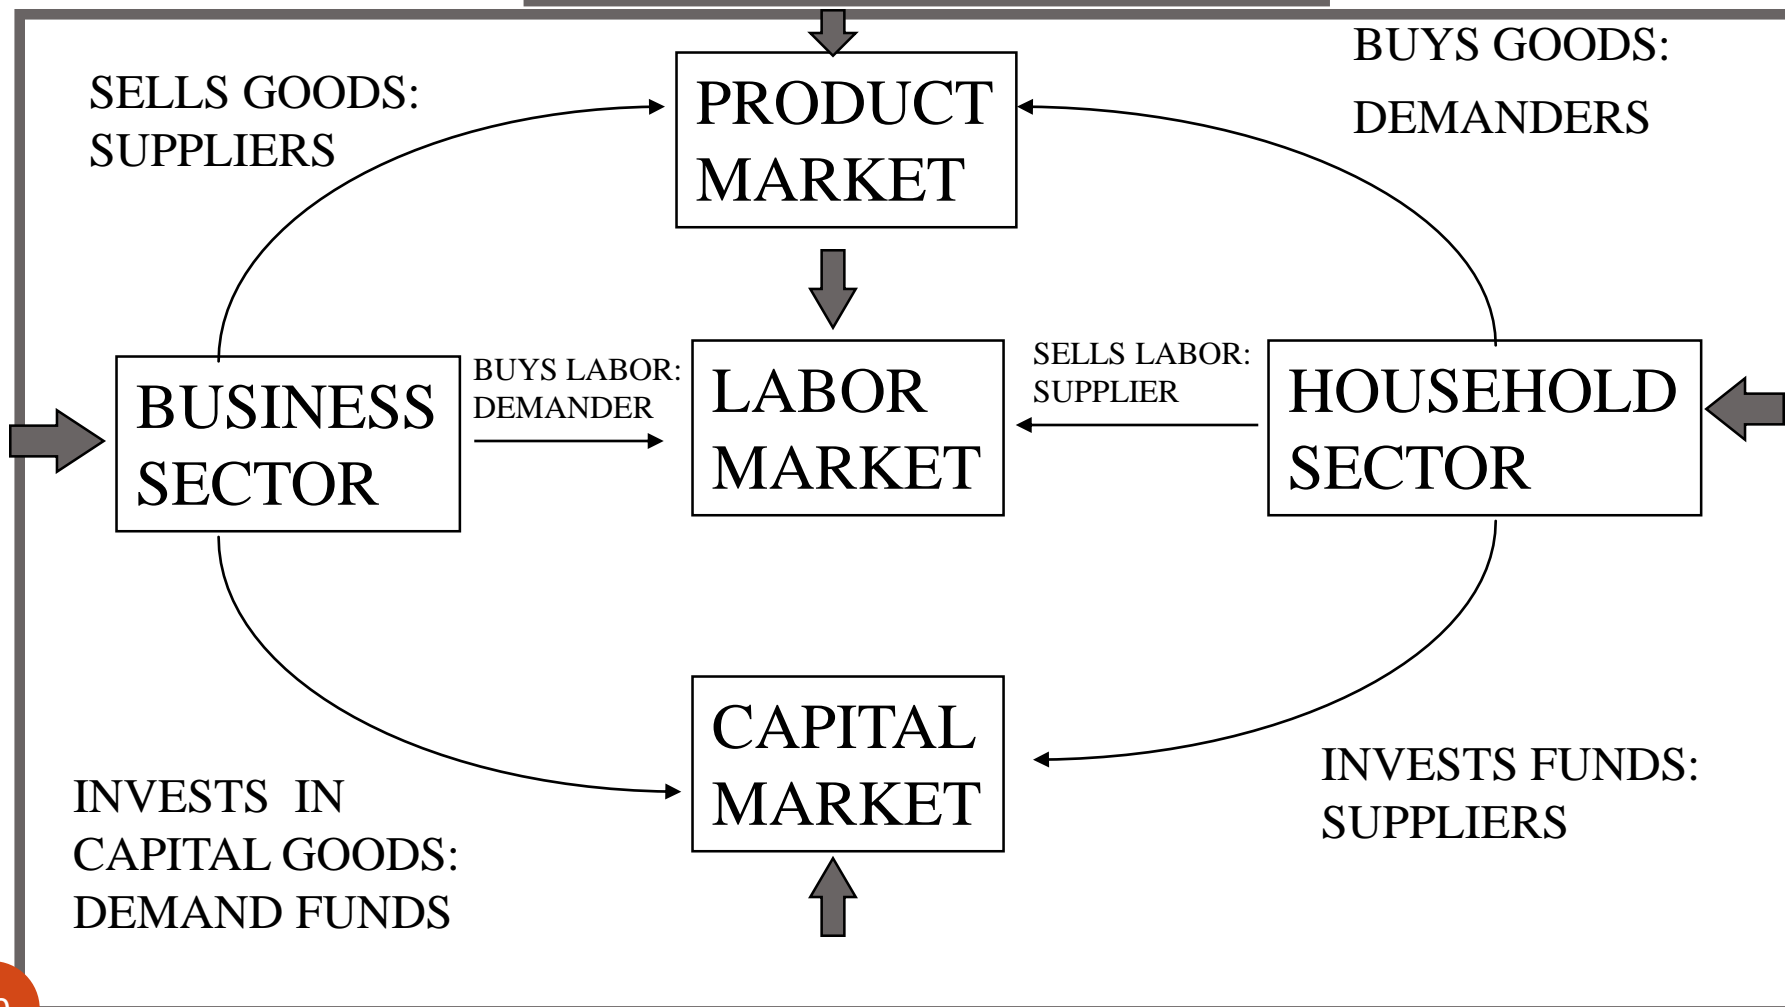 SELLS GOODS:
SUPPLIERS
PRODUCT
MARKET
BUYS GOODS:
DEMANDERS
BUSINESS
SECTOR
BUYS LABOR:
DEMANDER
LABOR
MARKET
SELLS LABOR:
SUPPLIER
HOUSEHOLD
SECTOR
INVESTS IN
CAPITAL GOODS:
DEMAND FUNDS
CAPITAL
MARKET
INVESTS FUNDS:
SUPPLIERS